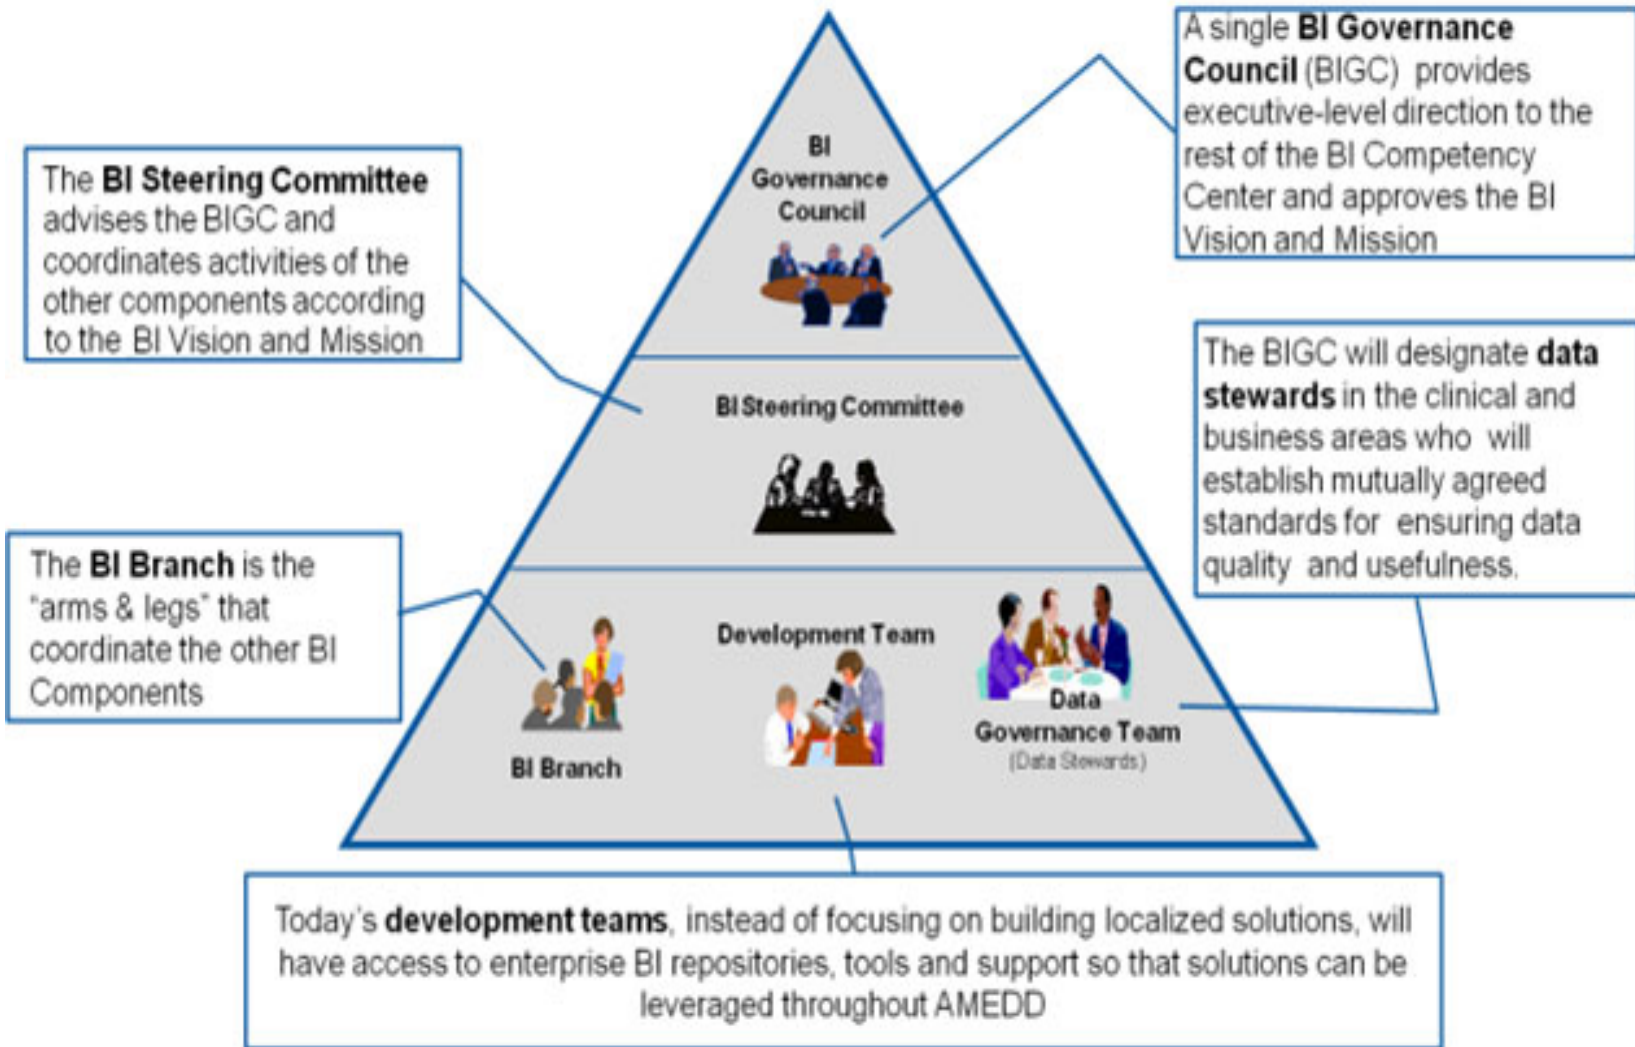 A single BI Governance
Council (BIGC) provides
executive-level direction to the
rest of the BI Competency
Center and approves the BI
Vision and Mission
BI
Governance
Council
The BI Steering Committee
advises the BIGC and
coordinates activities of the
other components according
to the BI Vision and Mission
The BIGC will designate data
stewards in the clinical and
business areas who will
establish mutually agreed
standards for ensuring data
quality and usefulness.
BI Steering Committee
The BI Branch is the
“arms & legs” that
coordinate the other BI
Components
Development Team
Data
Governance Team
(Data Stewards)
BI Branch
Today’s development teams, instead of focusing on building localized solutions, will
have access to enterprise BI repositories, tools and support so that solutions can be
leveraged throughout AMEDD